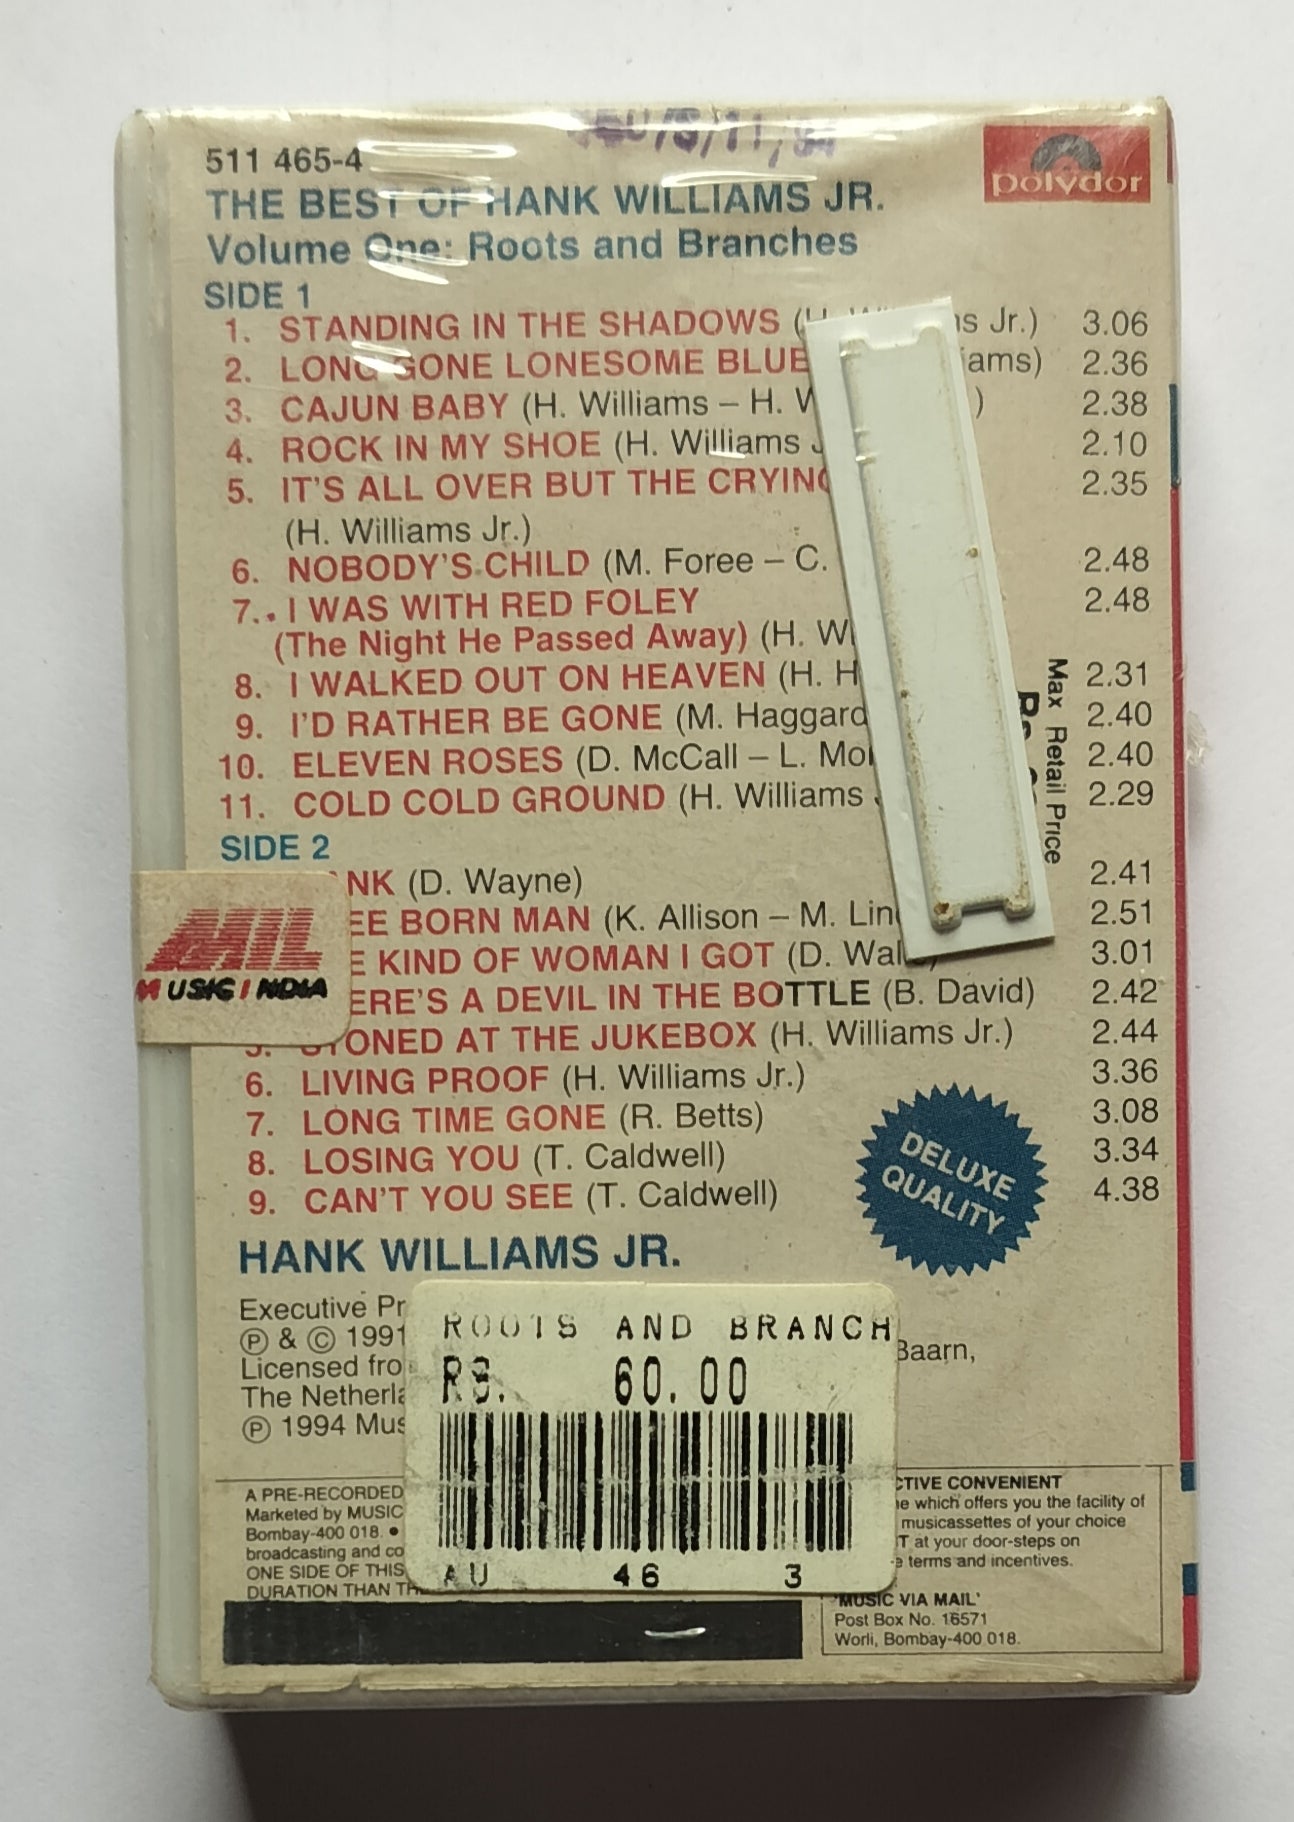 511 465-4
polydor
THE BEST OF HANK WILLIAMS JR.
Volume One: Roots and Branches
SIDE 1
1. STANDING IN THE SHADOWS (H. ns Jr.) 3.06
2. LONG GONE LONESOME BLUE iams) 2.36
3. CAJUN BABY (H. Williams – H. ) 2.38
4. ROCK IN MY SHOE (H. Williams 2.10
5. IT'S ALL OVER BUT THE CRYING 2.35
(H. Williams Jr.)
6. NOBODY'S CHILD (M. Foree – C. 2.48
7. I WAS WITH RED FOLEY 2.48
(The Night He Passed Away) (H. W
8. I WALKED OUT ON HEAVEN (H. H 2.31
9. I'D RATHER BE GONE (M. Haggard 2.40
10. ELEVEN ROSES (D. McCall – L. Mo 2.40
11. COLD COLD GROUND (H. Williams 2.29
Max Retail Price
SIDE 2
ANK (D. Wayne) 2.41
EE BORN MAN (K. Allison – M. Lin 2.51
E KIND OF WOMAN I GOT (D. Wal 3.01
ERE'S A DEVIL IN THE BOTTLE (B. David) 2.42
5. STONED AT THE JUKEBOX (H. Williams Jr.) 2.44
6. LIVING PROOF (H. Williams Jr.) 3.36
7. LONG TIME GONE (R. Betts) 3.08
8. LOSING YOU (T. Caldwell) 3.34
9. CAN'T YOU SEE (T. Caldwell) 4.38
MIL
MUSIC INDIA
DELUXE
QUALITY
HANK WILLIAMS JR.
Executive Pr
Ⓟ & © 1991
Licensed fro Baarn,
The Netherla
Ⓟ 1994 Mus
ROOTS AND BRANCH
RS. 60.00
AU 46 3
A PRE-RECORDED
Marketed by MUSIC
Bombay-400 018. •
broadcasting and co
ONE SIDE OF THIS
DURATION THAN TH
CTIVE CONVENIENT
e which offers you the facility of
musicassettes of your choice
T at your door-steps on
e terms and incentives.
'MUSIC VIA MAIL'
Post Box No. 16571
Worli, Bombay-400 018.